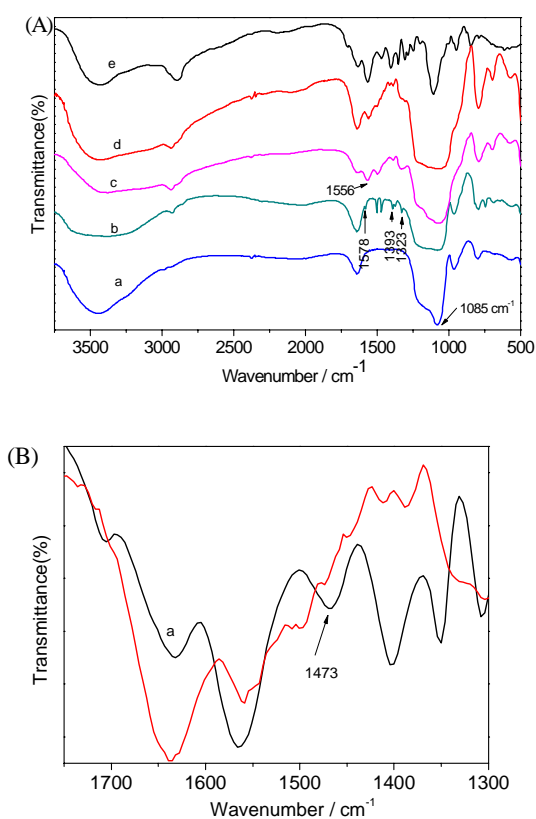 (A)
Transmittance(%)
e
d
c
1556
b
1578
1393
1323
a
1085 cm-1
3500 3000 2500 2000 1500 1000 500
Wavenumber / cm-1
(B)
Transmittance(%)
a
1473
1700 1600 1500 1400 1300
Wavenumber / cm-1